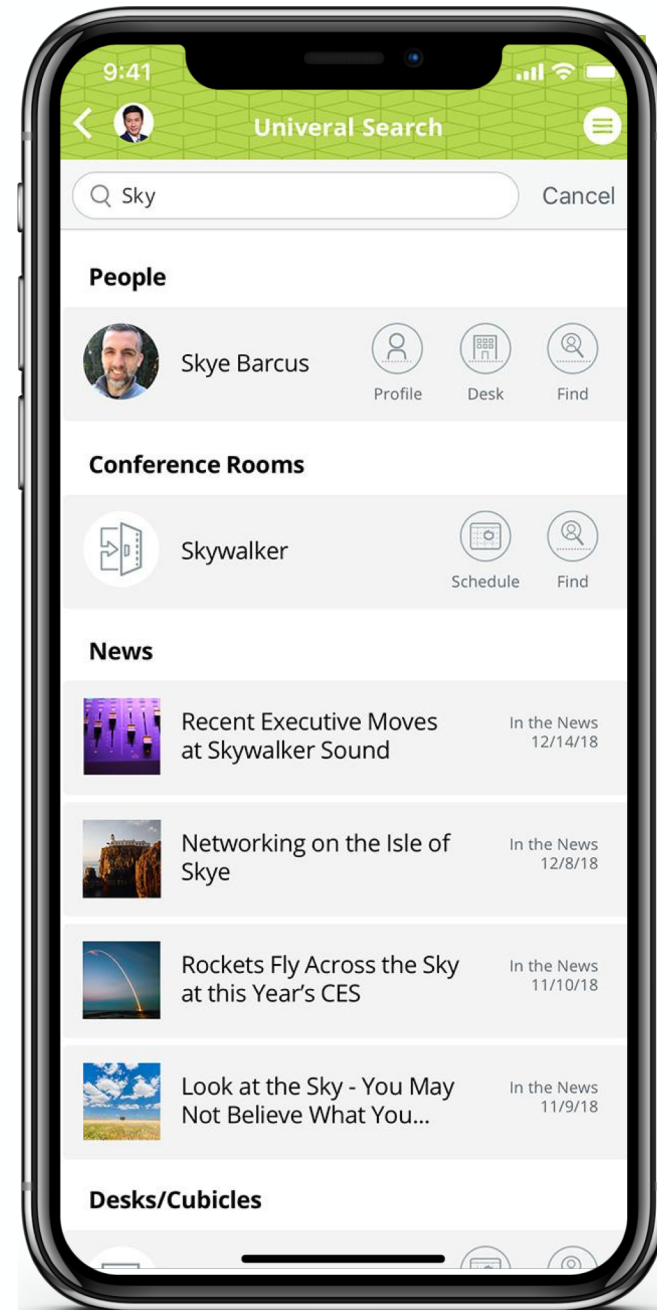 9:41
Univeral Search
Sky
Cancel
People
Skye Barcus
Profile
Desk
Find
Conference Rooms
Skywalker
Schedule
Find
News
Recent Executive Moves
at Skywalker Sound
In the News
12/14/18
Networking on the Isle of
Skye
In the News
12/8/18
Rockets Fly Across the Sky
at this Year's CES
In the News
11/10/18
Look at the Sky - You May
Not Believe What You...
In the News
11/9/18
Desks/Cubicles